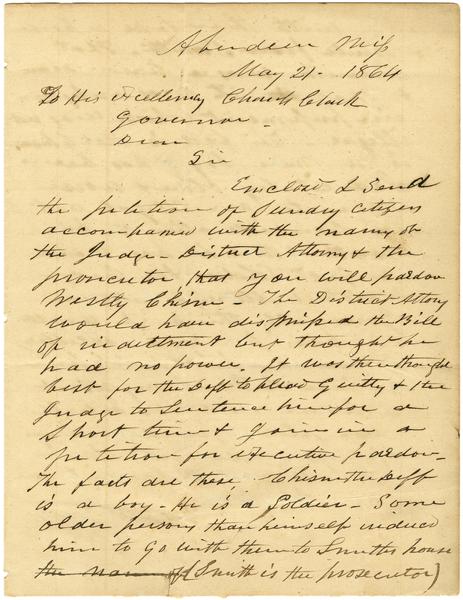 Aberdeen Miss
May 21 - 1864
To His Excellency Charles Clark
Governor -
Dear
Sir
Enclosd I Send
the petition of Sundry Citizens
accompanied with the names of
the Judge - District Attorney & the
prosecutor, that you will pardon
Westly Chism - The District Attory
would have dismissed the Bill
of indictment but thought he
had no power. It was then thought
best for the Deft to plead Guilty & the
Judge to Sentence him for a
Short time & Join in a
petition for executive pardon -
The facts are these, Chism the Deff
is a boy - He is a Soldier - Some
older persons than himself induced
him to go with them to Smiths house
the name of (Smith is the prosecutor)